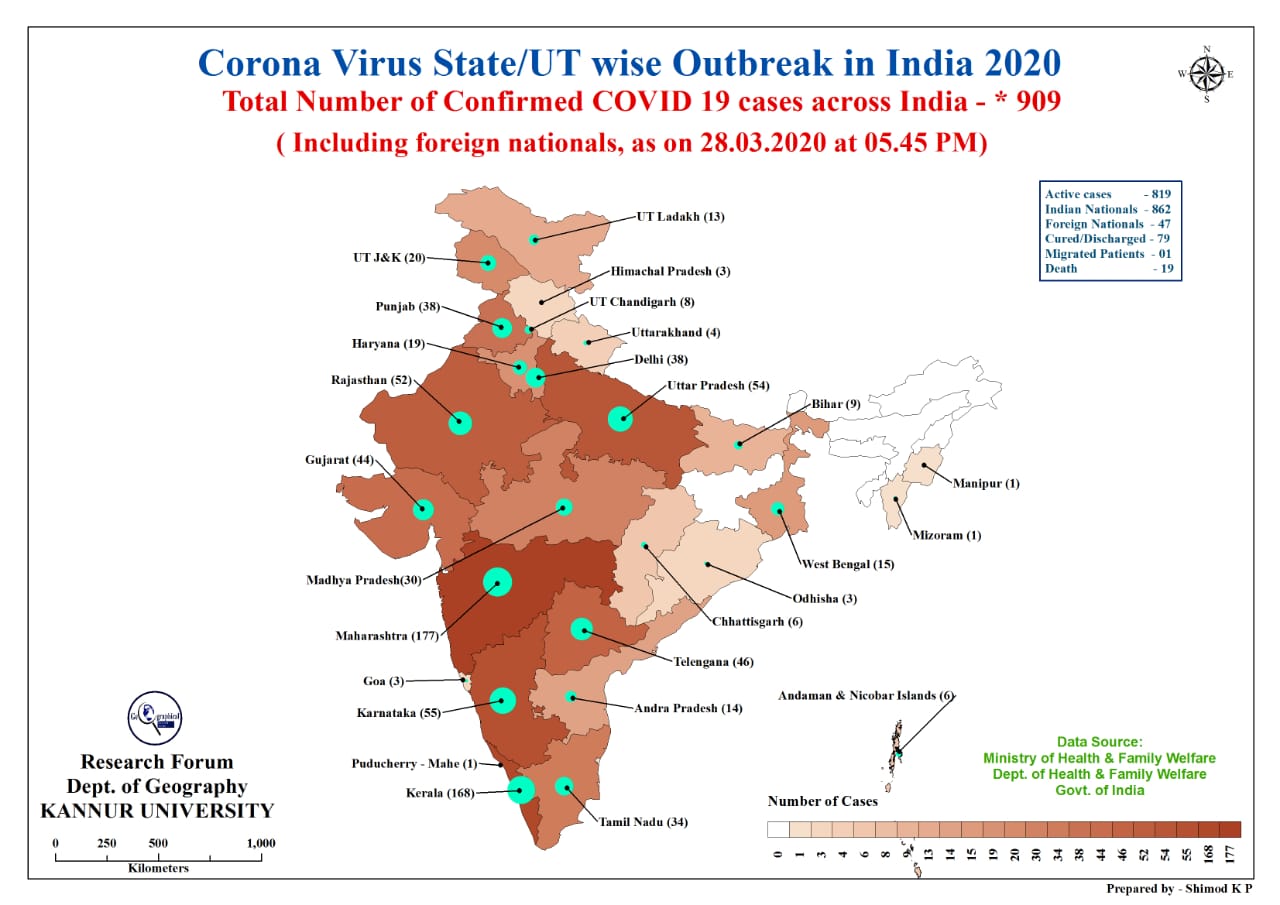 Corona Virus State/UT wise Outbreak in India 2020
Total Number of Confirmed COVID 19 cases across India - * 909
( Including foreign nationals, as on 28.03.2020 at 05.45 PM)
N
W E
S
Active cases - 819
Indian Nationals - 862
Foreign Nationals - 47
Cured/Discharged - 79
Migrated Patients - 01
Death - 19
UT Ladakh (13)
UT J&K (20)
Himachal Pradesh (3)
UT Chandigarh (8)
Punjab (38)
Uttarakhand (4)
Haryana (19)
Delhi (38)
Rajasthan (52)
Uttar Pradesh (54)
Bihar (9)
Gujarat (44)
Manipur (1)
Mizoram (1)
West Bengal (15)
Madhya Pradesh(30)
Odhisha (3)
Chhattisgarh (6)
Maharashtra (177)
Telengana (46)
Goa (3)
Andaman & Nicobar Islands (6)
Karnataka (55)
Andra Pradesh (14)
Puducherry - Mahe (1)
Kerala (168)
Tamil Nadu (34)
Data Source:
Ministry of Health & Family Welfare
Dept. of Health & Family Welfare
Govt. of India
Research Forum
Dept. of Geography
KANNUR UNIVERSITY
0 250 500 1,000
Kilometers
Number of Cases
0 1 3 4 6 8 9 13 14 15 19 20 30 34 38 44 46 52 54 55 168 177
Prepared by - Shimod K P